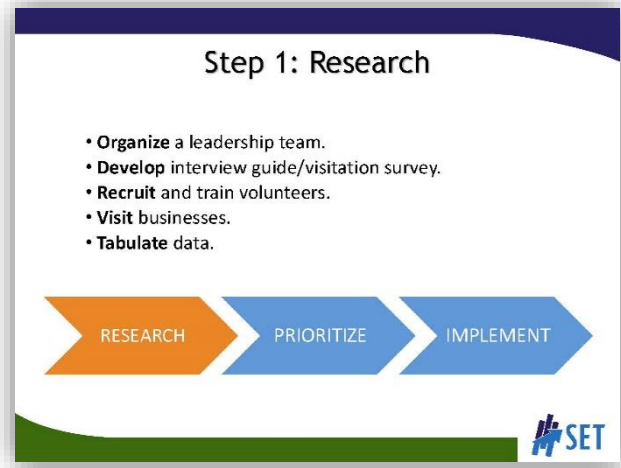 Step 1: Research
• Organize a leadership team.
• Develop interview guide/visitation survey.
• Recruit and train volunteers.
• Visit businesses.
• Tabulate data.
RESEARCH PRIORITIZE IMPLEMENT
SET